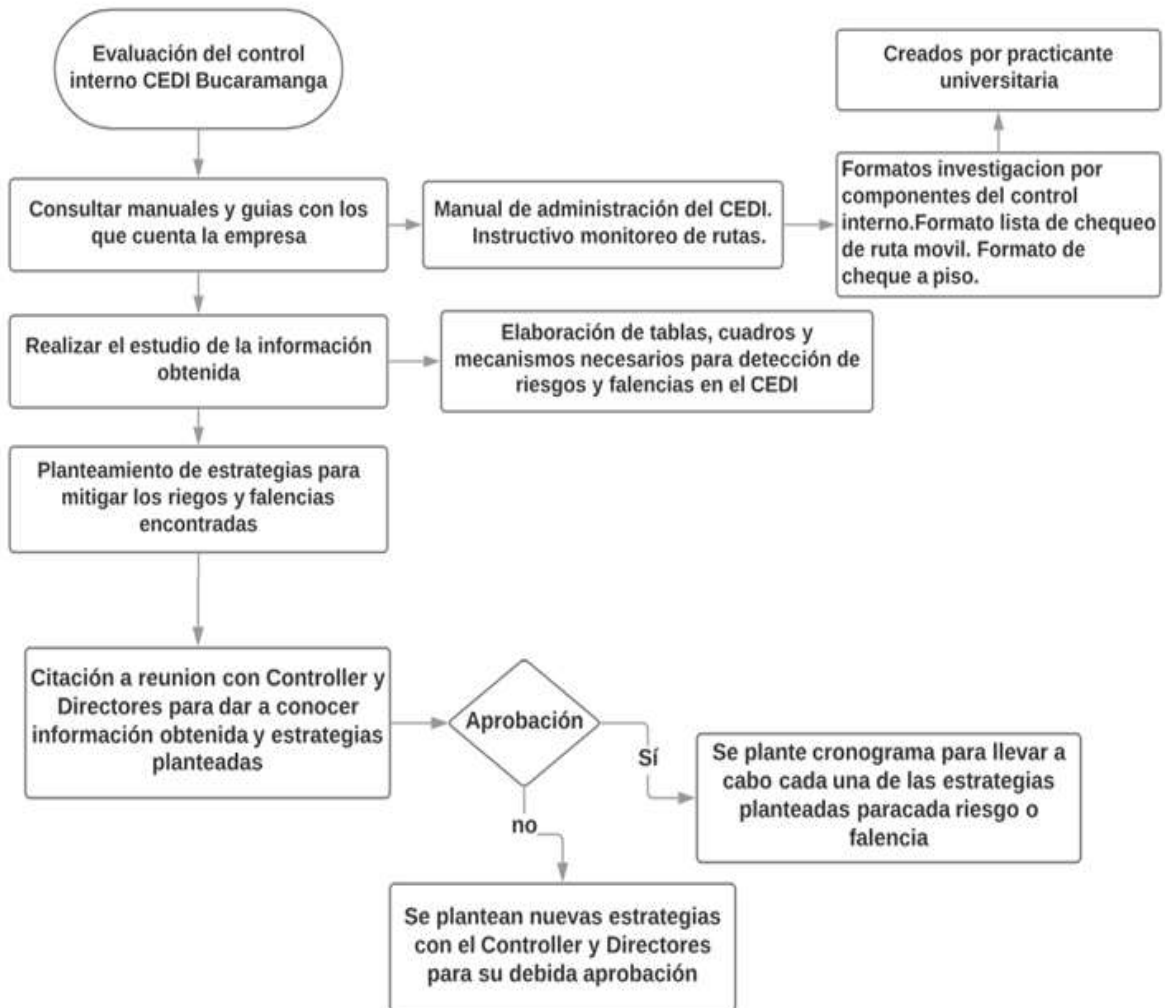 Evaluación del control
interno CEDI Bucaramanga
Creados por practicante
universitaria
Consultar manuales y guias con los
que cuenta la empresa
Manual de administración del CEDI.
Instructivo monitoreo de rutas.
Formatos investigacion por
componentes del control
interno.Formato lista de chequeo
de ruta movil. Formato de
cheque a piso.
Realizar el estudio de la información
obtenida
Elaboración de tablas, cuadros y
mecanismos necesarios para detección de
riesgos y falencias en el CEDI
Planteamiento de estrategias para
mitigar los riegos y falencias
encontradas
Citación a reunion con Controller y
Directores para dar a conocer
información obtenida y estrategias
planteadas
Aprobación
Sí
Se plante cronograma para llevar a
cabo cada una de las estrategias
planteadas paracada riesgo o
falencia
no
Se plantean nuevas estrategias
con el Controller y Directores
para su debida aprobación